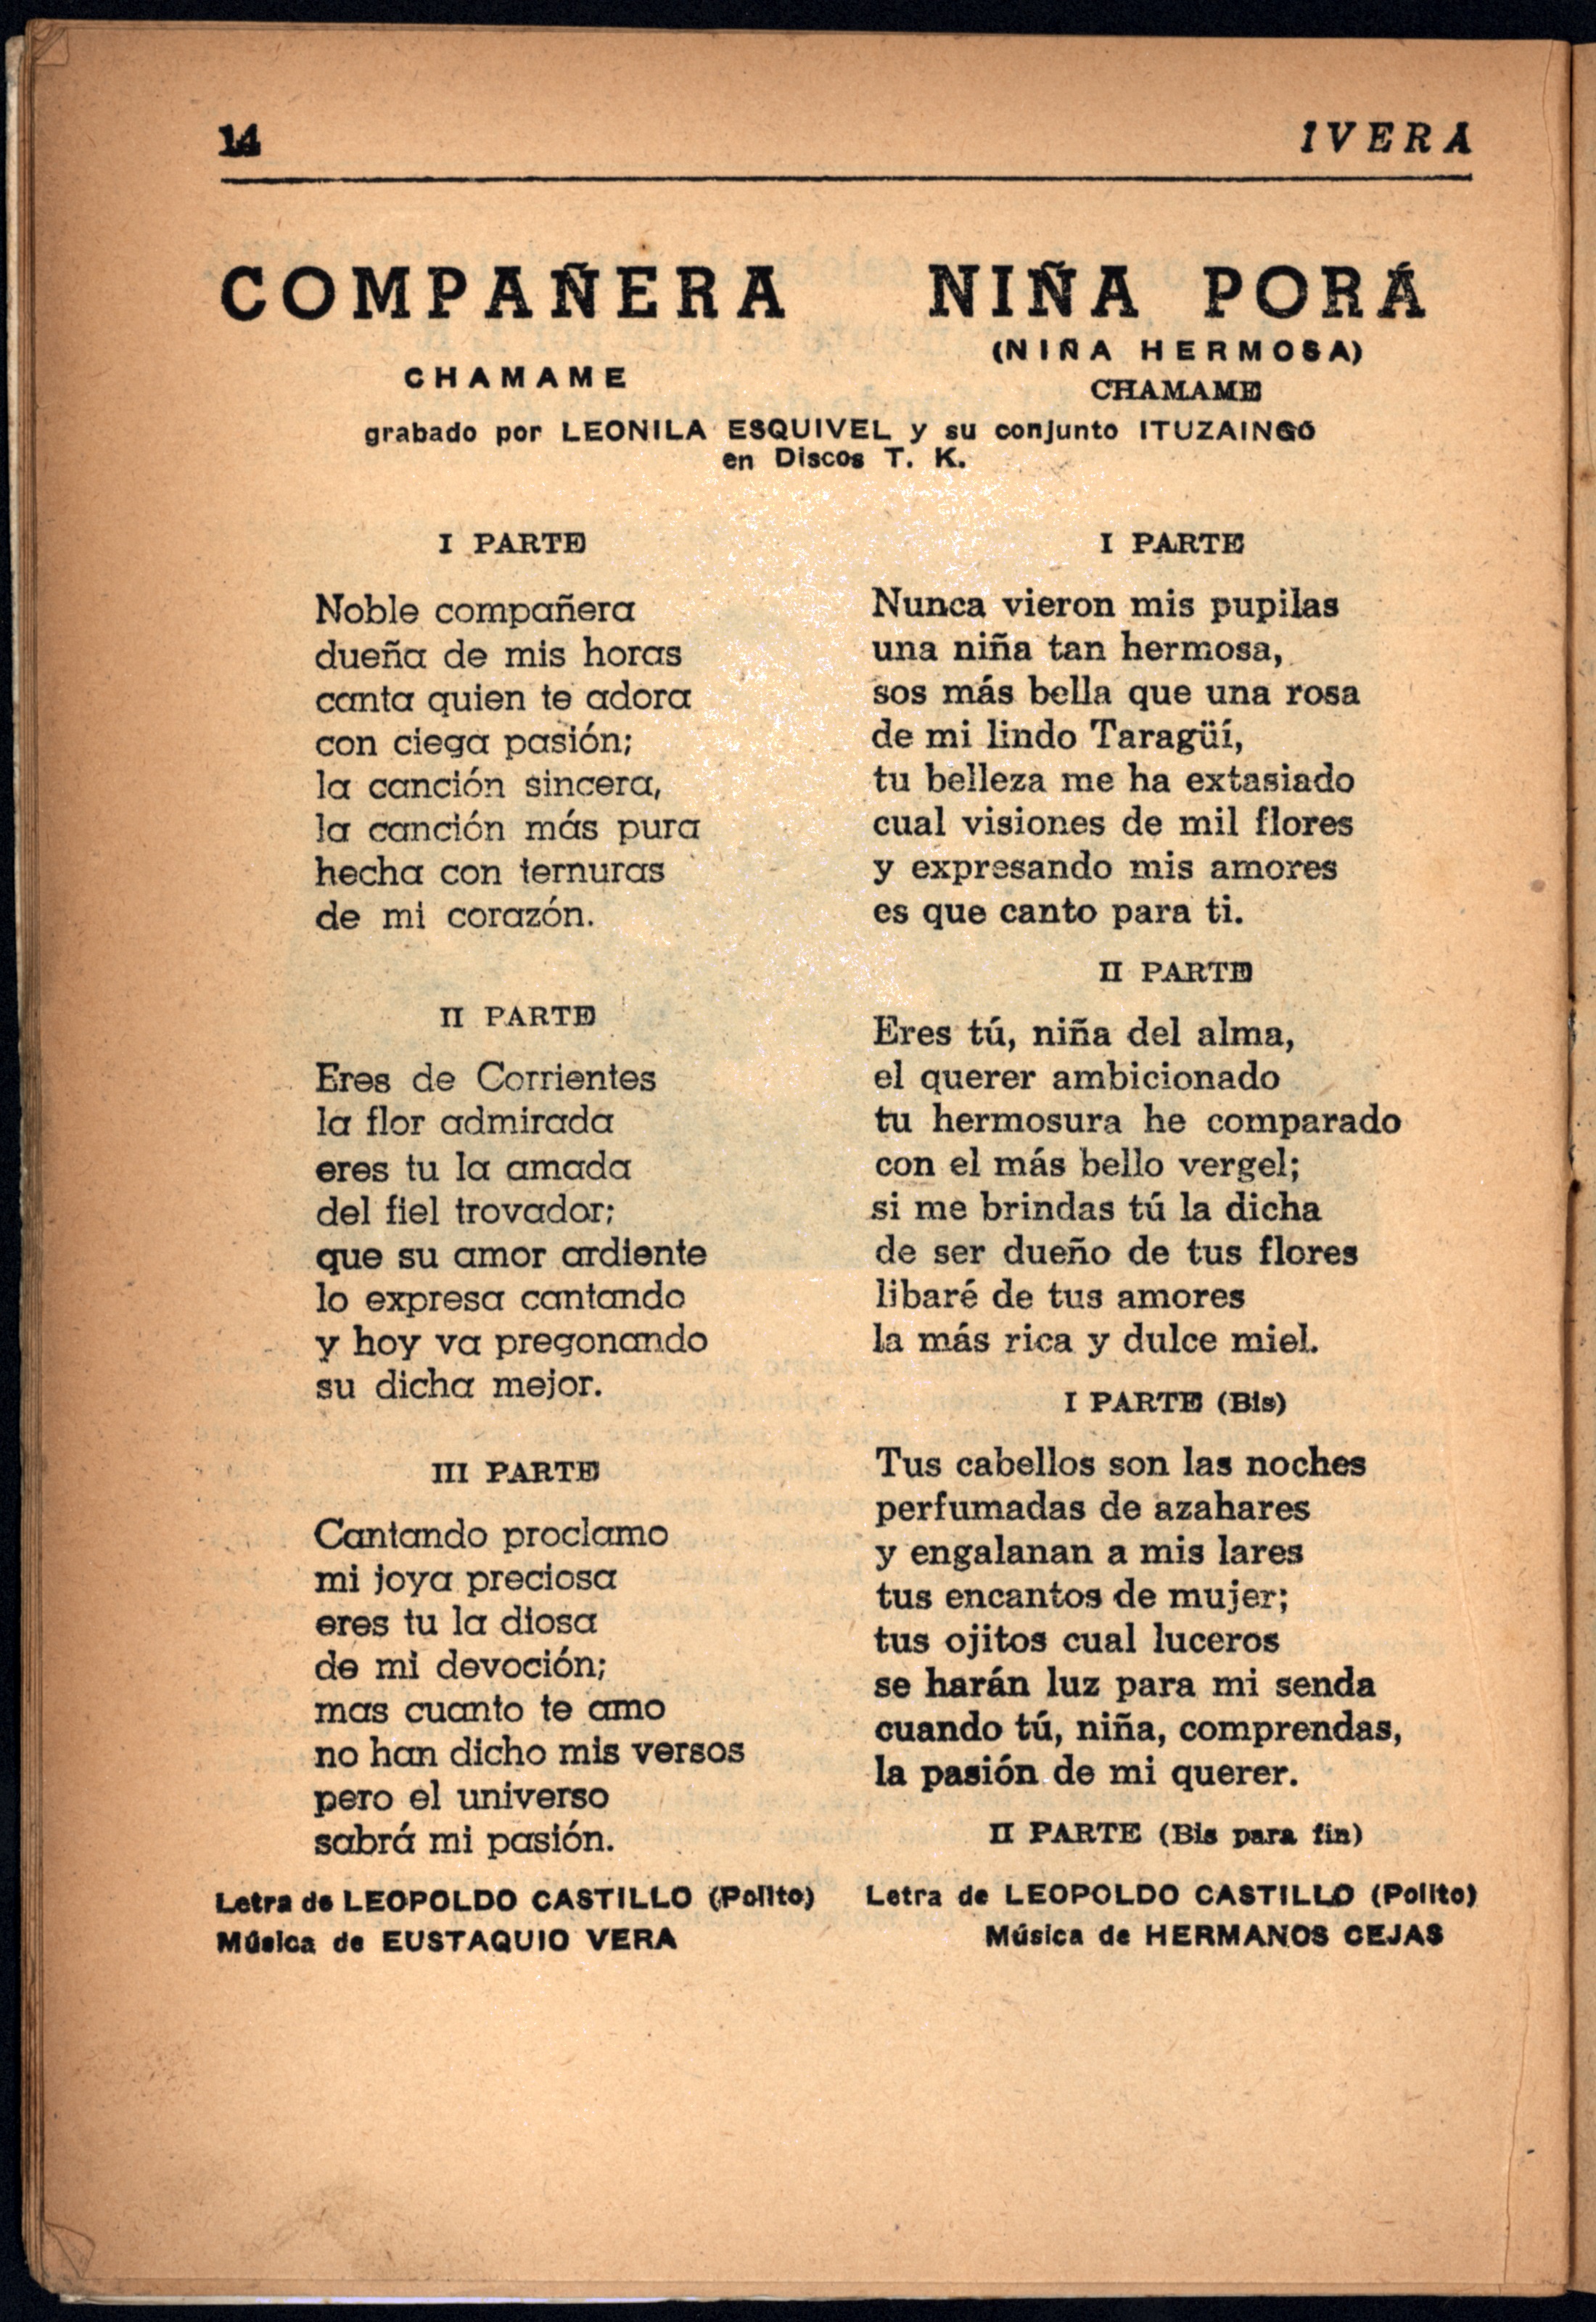 14
IVERA
COMPAÑERA
CHAMAME
NIÑA PORÁ
(NIÑA HERMOSA)
CHAMAME
grabado por LEONILA ESQUIVEL y su conjunto ITUZAINGÓ
en Discos T. K.
I PARTE
Noble compañera
dueña de mis horas
canta quien te adora
con ciega pasión;
la canción sincera,
la canción más pura
hecha con ternuras
de mi corazón.
II PARTE
Eres de Corrientes
la flor admirada
eres tu la amada
del fiel trovador;
que su amor ardiente
lo expresa cantando
y hoy va pregonando
su dicha mejor.
III PARTE
Cantando proclamo
mi joya preciosa
eres tu la diosa
de mi devoción;
mas cuanto te amo
no han dicho mis versos
pero el universo
sabrá mi pasión.
Letra de LEOPOLDO CASTILLO (Polito)
Música de EUSTAQUIO VERA
I PARTE
Nunca vieron mis pupilas
una niña tan hermosa,
sos más bella que una rosa
de mi lindo Taragüí,
tu belleza me ha extasiado
cual visiones de mil flores
y expresando mis amores
es que canto para ti.
II PARTE
Eres tú, niña del alma,
el querer ambicionado
tu hermosura he comparado
con el más bello vergel;
si me brindas tú la dicha
de ser dueño de tus flores
libaré de tus amores
la más rica y dulce miel.
I PARTE (Bis)
Tus cabellos son las noches
perfumadas de azahares
y engalanan a mis lares
tus encantos de mujer;
tus ojitos cual luceros
se harán luz para mi senda
cuando tú, niña, comprendas,
la pasión de mi querer.
II PARTE (Bis para fin)
Letra de LEOPOLDO CASTILLO (Polito)
Música de HERMANOS CEJAS